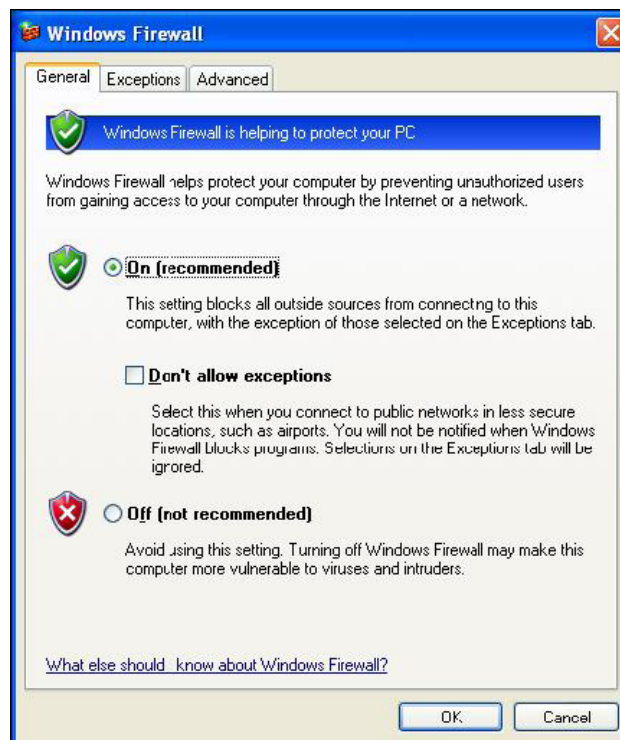 Windows Firewall
General Exceptions Advanced
Windows Firewall is helping to protect your PC
Windows Firewall helps protect your computer by preventing unauthorized users
from gaining access to your computer through the Internet or a network.
On (recommended)
This setting blocks all outside sources from connecting to this
computer, with the exception of those selected on the Exceptions tab.
Don't allow exceptions
Select this when you connect to public networks in less secure
locations, such as airports. You will not be notified when Windows
Firewall blocks programs. Selections on the Exceptions tab will be
ignored.
Off (not recommended)
Avoid using this setting. Turning off Windows Firewall may make this
computer more vulnerable to viruses and intruders.
What else should I know about Windows Firewall?
OK Cancel